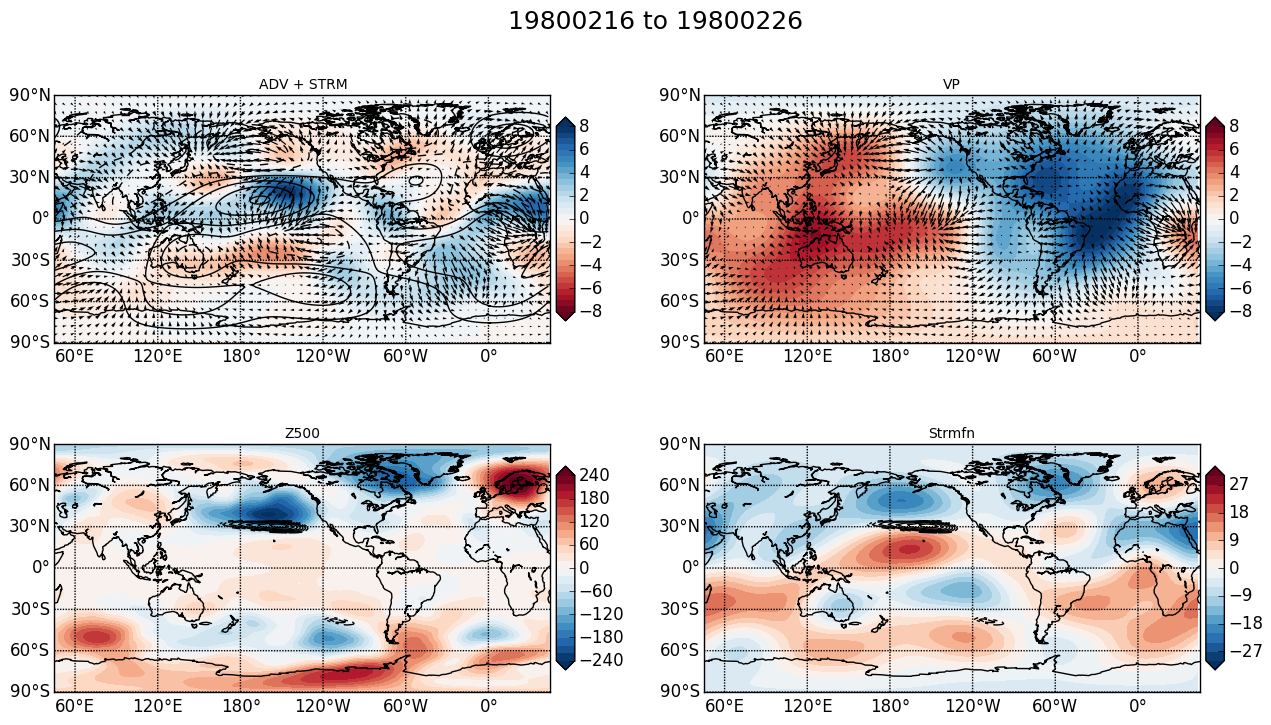 19800216 to 19800226
ADV + STRM
90°N
60°N
30°N
0°
30°S
60°S
90°S
60°E 120°E 180° 120°W 60°W 0°
8
6
4
2
0
−2
−4
−6
−8
VP
90°N
60°N
30°N
0°
30°S
60°S
90°S
60°E 120°E 180° 120°W 60°W 0°
8
6
4
2
0
−2
−4
−6
−8
Z500
90°N
60°N
30°N
0°
30°S
60°S
90°S
60°E 120°E 180° 120°W 60°W 0°
240
180
120
60
0
−60
−120
−180
−240
Strmfn
90°N
60°N
30°N
0°
30°S
60°S
90°S
60°E 120°E 180° 120°W 60°W 0°
27
18
9
0
−9
−18
−27